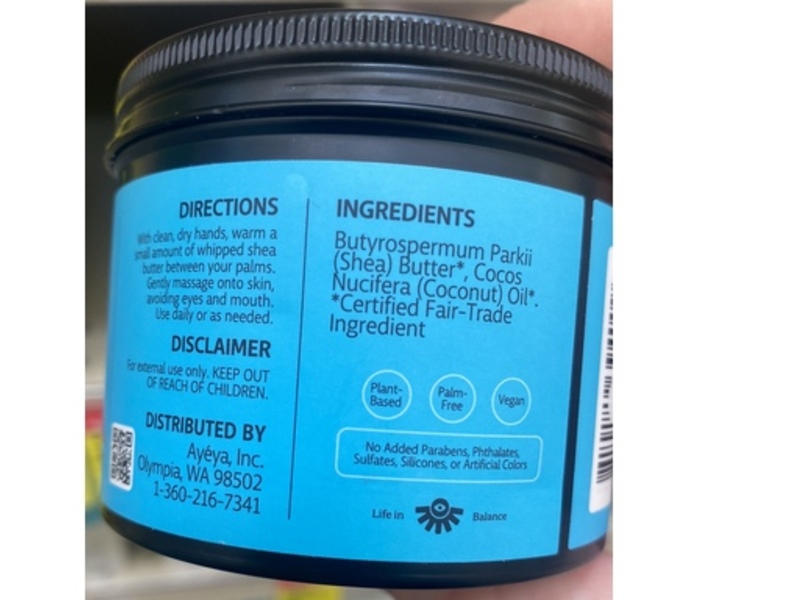 DIRECTIONS
With clean, dry hands, warm a
small amount of whipped shea
butter between your palms.
Gently massage onto skin,
avoiding eyes and mouth.
Use daily or as needed.
DISCLAIMER
For external use only. KEEP OUT
OF REACH OF CHILDREN.
DISTRIBUTED BY
Ayéya, Inc.
Olympia, WA 98502
1-360-216-7341
INGREDIENTS
Butyrospermum Parkii
(Shea) Butter*, Cocos
Nucifera (Coconut) Oil*.
*Certified Fair-Trade
Ingredient
Plant-
Based
Palm-
Free
Vegan
No Added Parabens, Phthalates,
Sulfates, Silicones, or Artificial Colors
Life in Balance